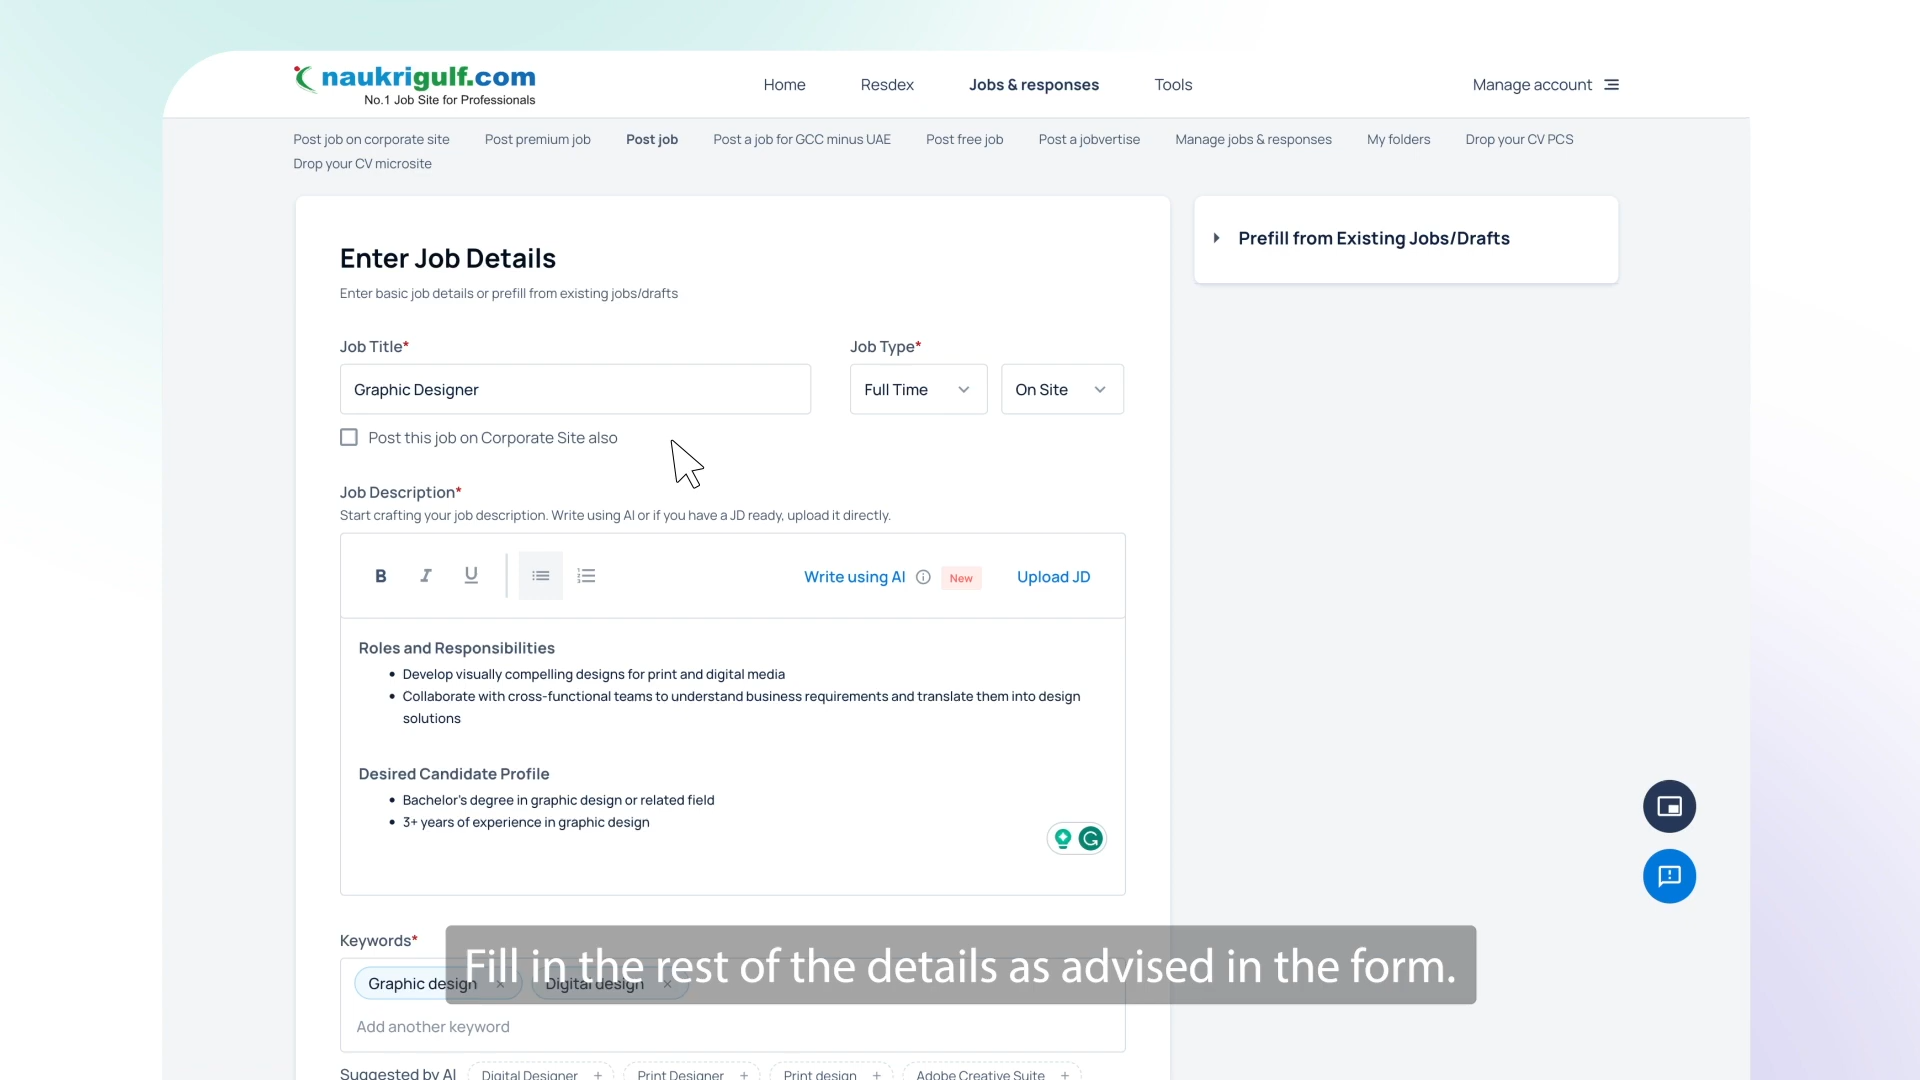 naukrigulf.com
No.1 Job Site for Professionals
Home Resdex Jobs & responses Tools Manage account
Post job on corporate site Post premium job Post job Post a job for GCC minus UAE Post free job Post a jobvertise Manage jobs & responses My folders Drop your CV PCS
Drop your CV microsite
Enter Job Details
Enter basic job details or prefill from existing jobs/drafts
Prefill from Existing Jobs/Drafts
Job Title* Job Type*
Graphic Designer Full Time On Site
Post this job on Corporate Site also
Job Description*
Start crafting your job description. Write using AI or if you have a JD ready, upload it directly.
B I U Write using AI New Upload JD
Roles and Responsibilities
• Develop visually compelling designs for print and digital media
• Collaborate with cross-functional teams to understand business requirements and translate them into design
solutions
Desired Candidate Profile
• Bachelor's degree in graphic design or related field
• 3+ years of experience in graphic design
Keywords*
Graphic design × Digital design ×
Fill in the rest of the details as advised in the form.
Add another keyword
Suggested by AI Digital Designer + Print Designer + Print design + Adobe Creative Suite +